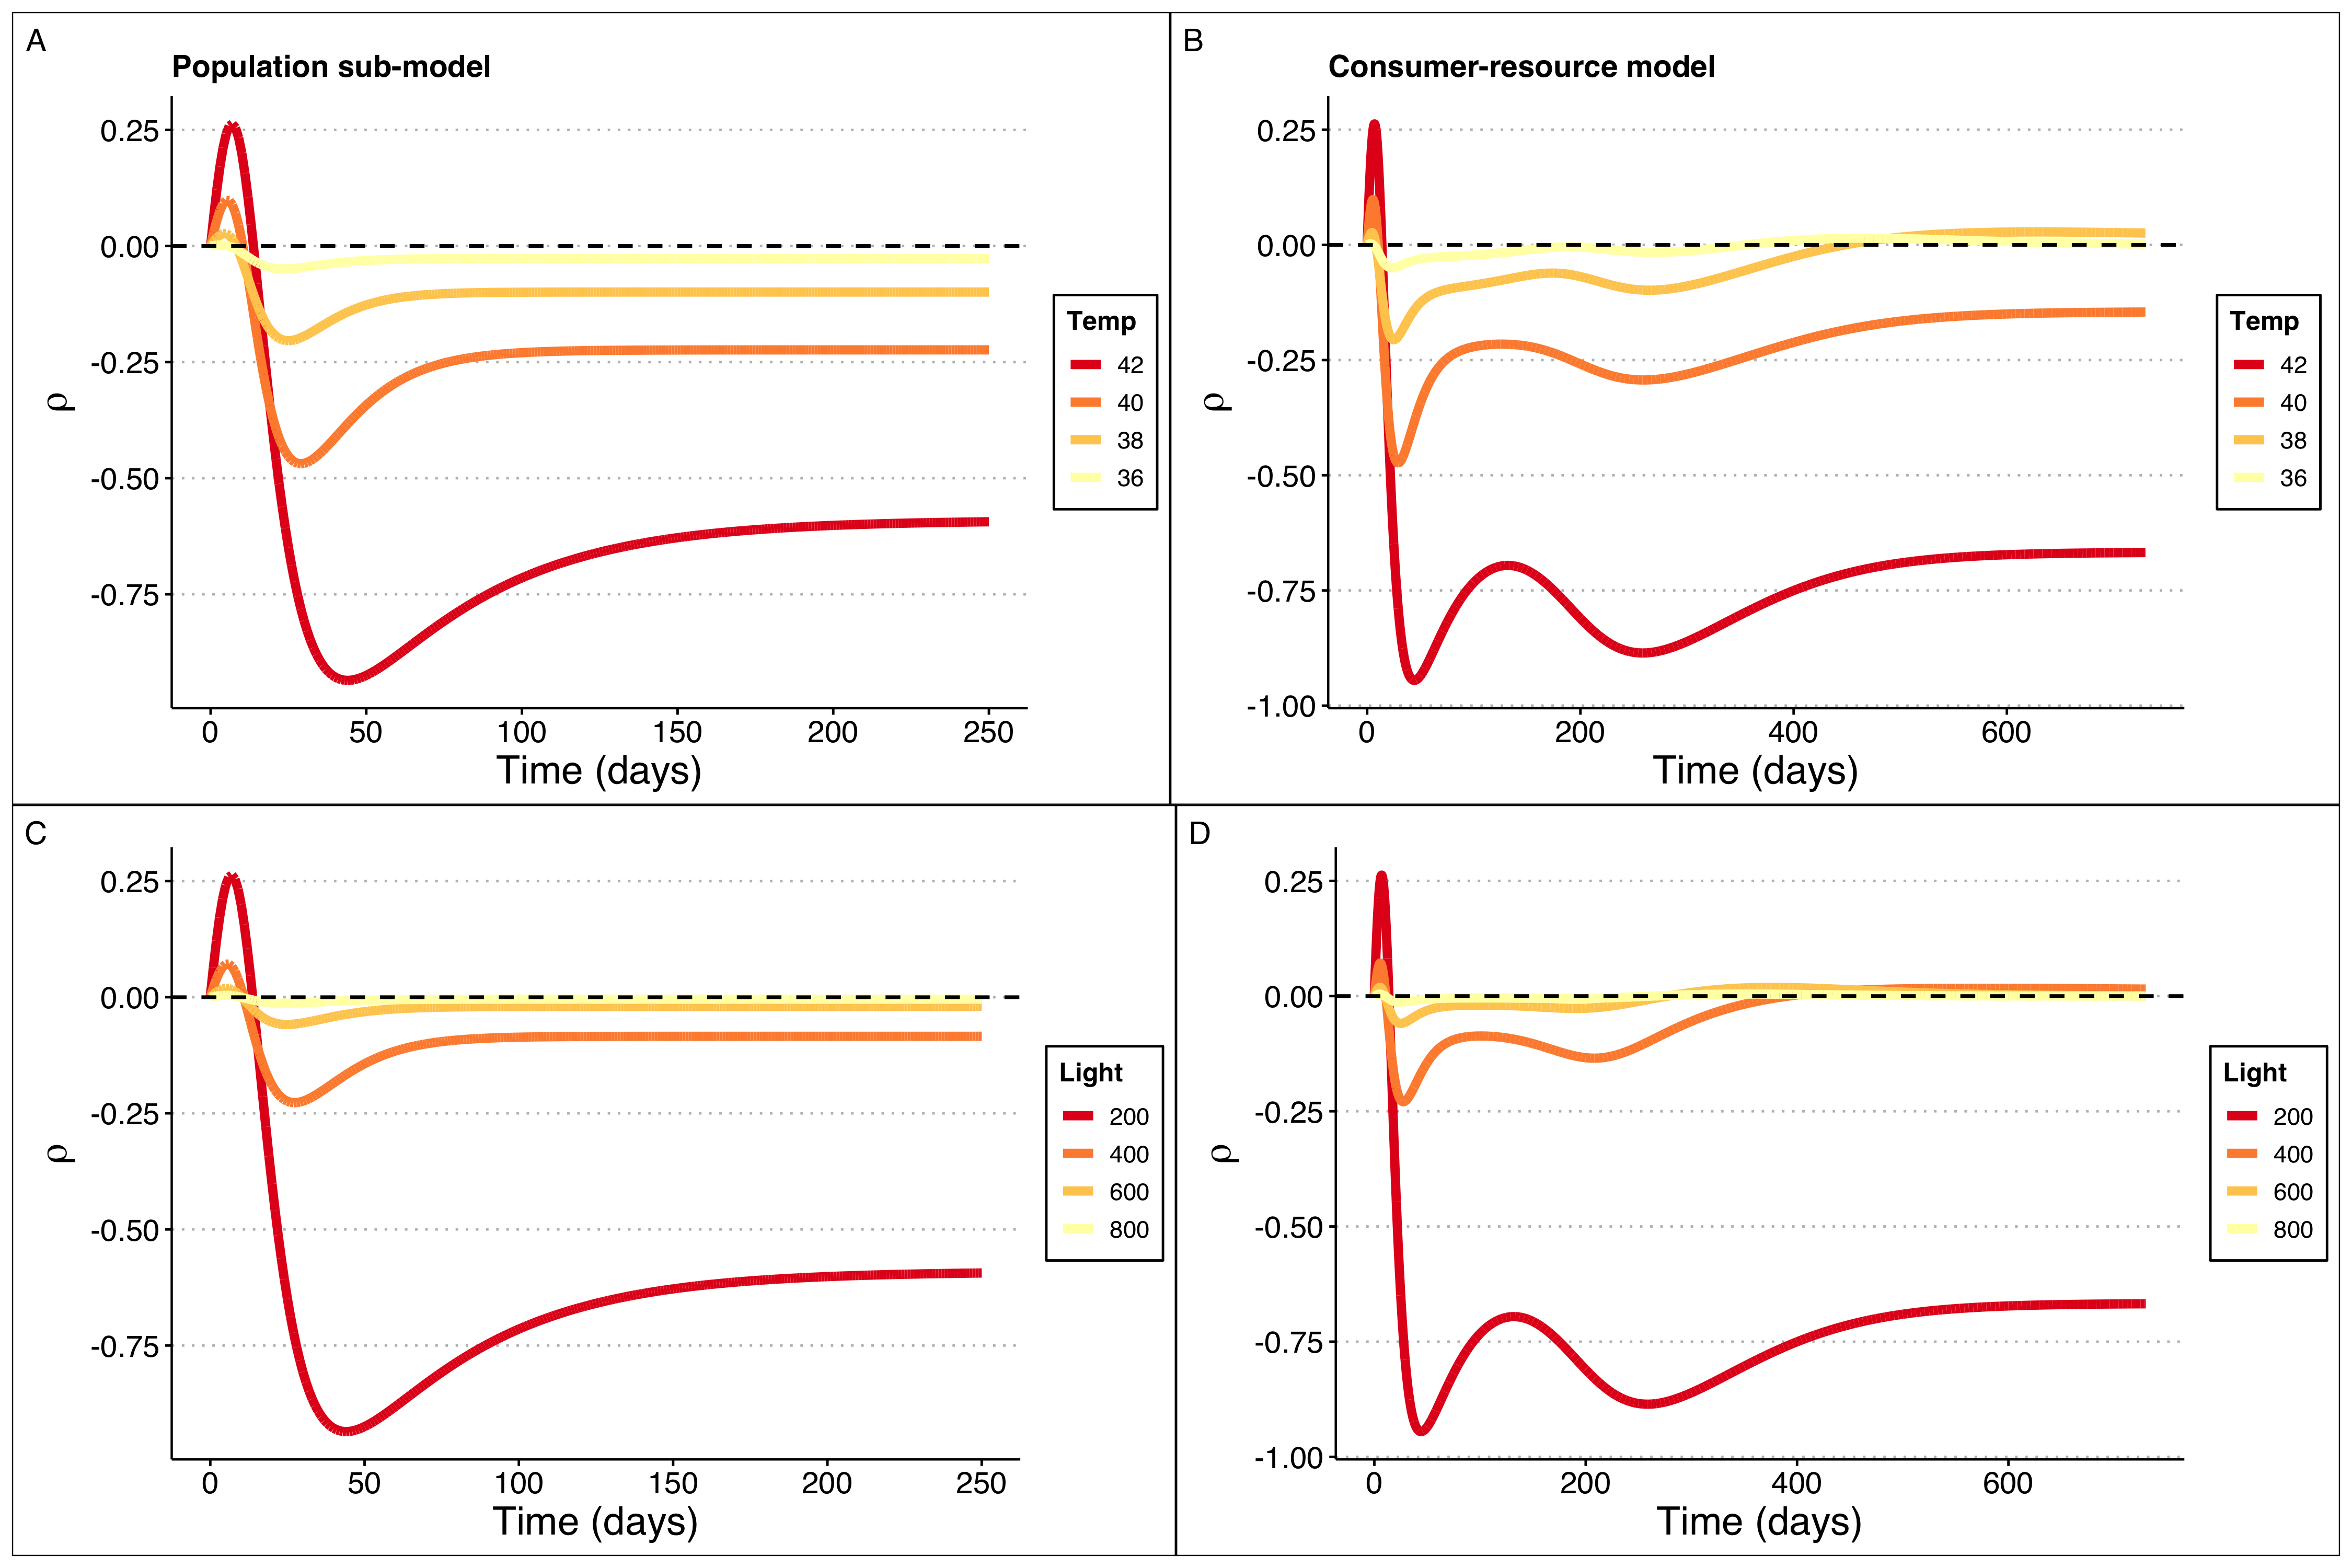 A
Population sub-model
0.25
0.00
-0.25
-0.50
-0.75
ρ
0 50 100 150 200 250
Time (days)
Temp
42
40
38
36
B
Consumer-resource model
0.25
0.00
-0.25
-0.50
-0.75
-1.00
ρ
0 200 400 600
Time (days)
Temp
42
40
38
36
C
0.25
0.00
-0.25
-0.50
-0.75
ρ
0 50 100 150 200 250
Time (days)
Light
200
400
600
800
D
0.25
0.00
-0.25
-0.50
-0.75
-1.00
ρ
0 200 400 600
Time (days)
Light
200
400
600
800